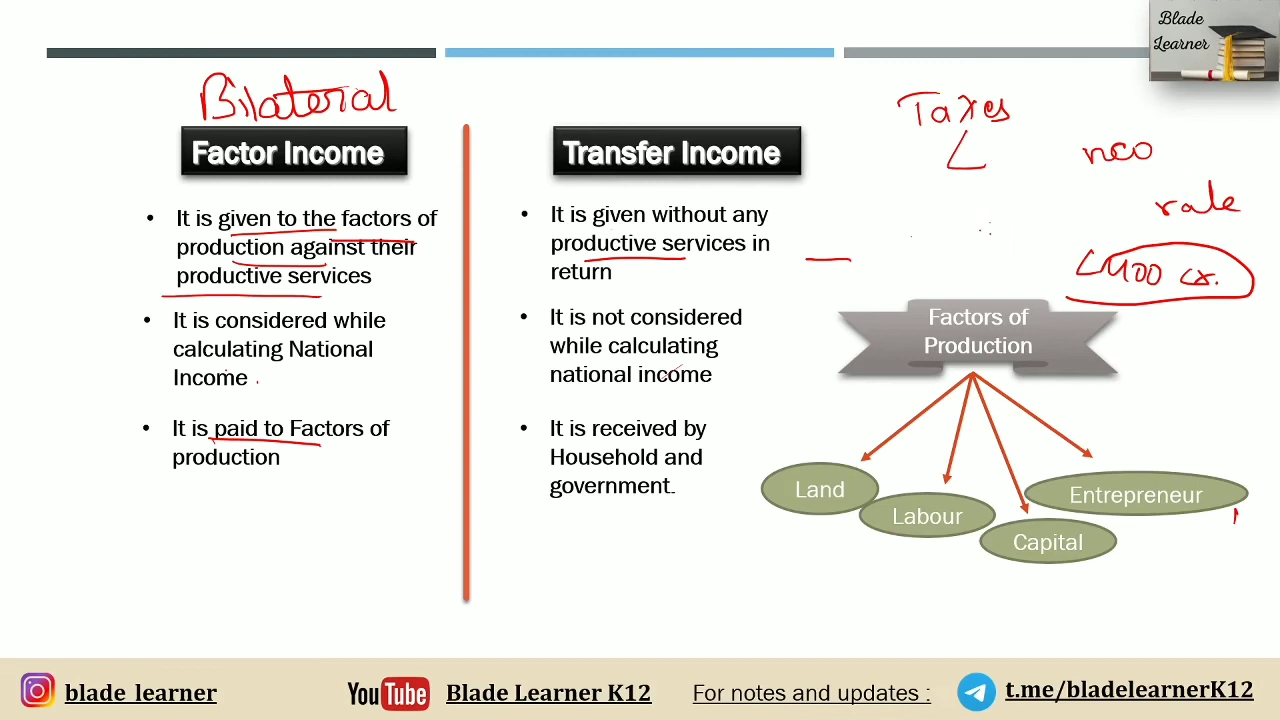 Blade
Learner
Bilateral
Taxes
Factor Income
Transfer Income
rate
• It is given to the factors of
production against their
productive services
• It is considered while
calculating National
Income
• It is paid to Factors of
production
• It is given without any
productive services in
return
• It is not considered
while calculating
national income
• It is received by
Household and
government.
Factors of
Production
Land
Labour
Capital
Entrepreneur
blade_learner
YouTube
Blade Learner K12
For notes and updates :
t.me/bladelearnerK12